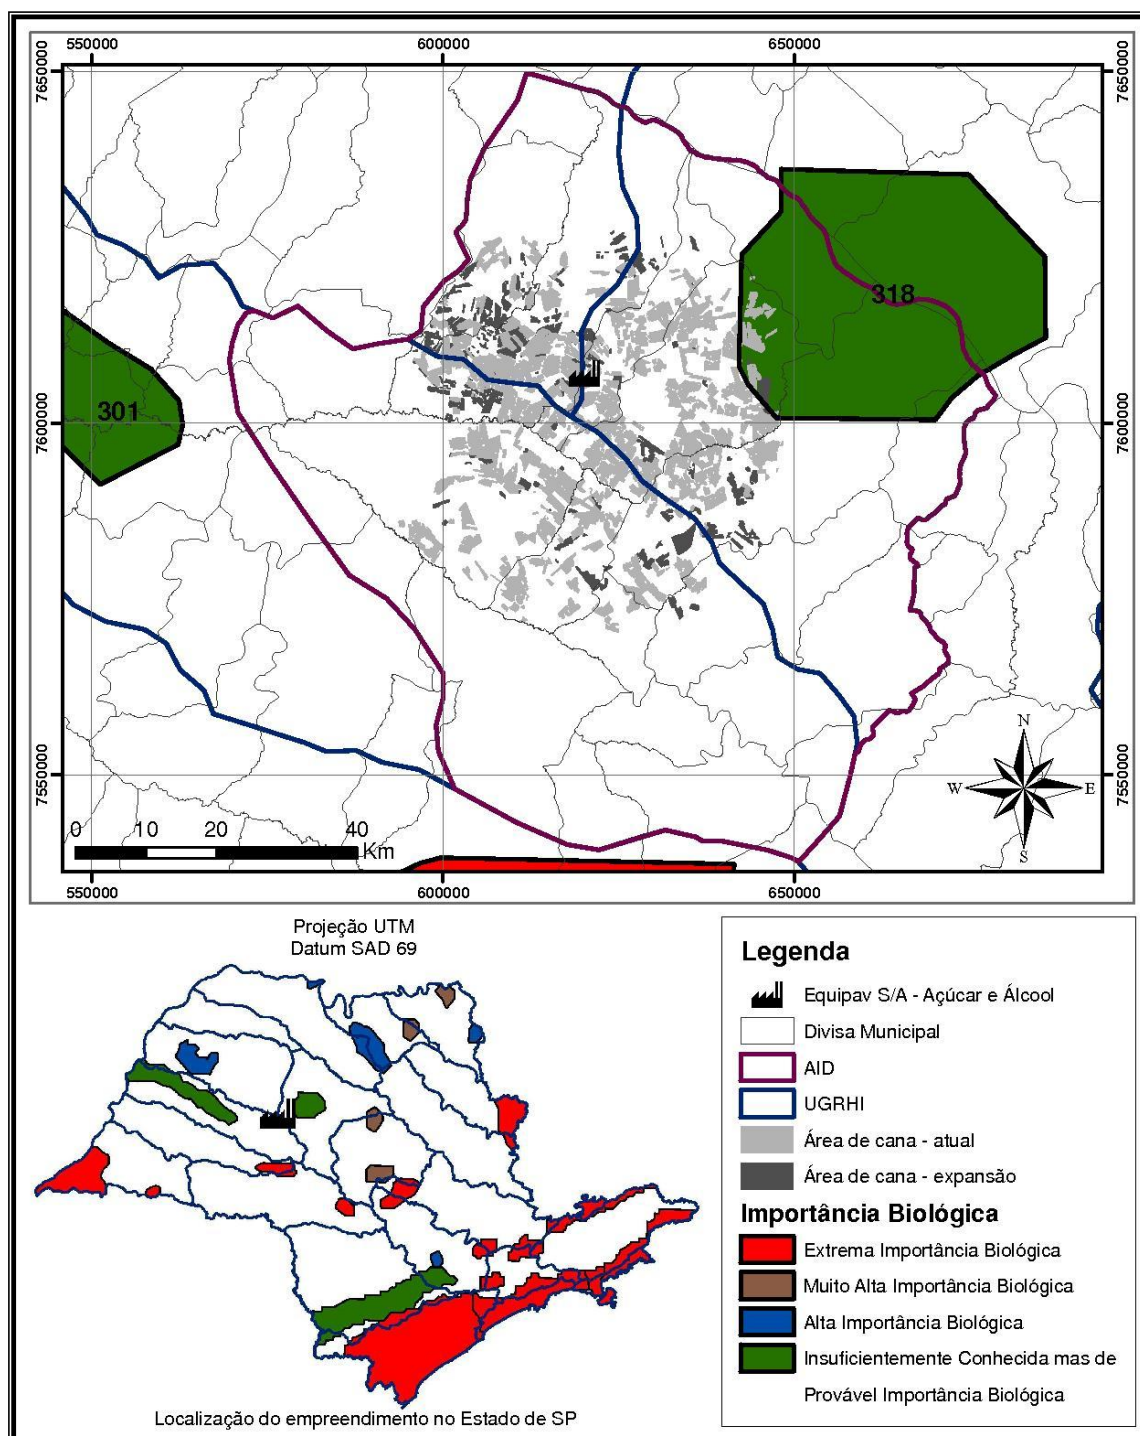 550000 600000 650000
7650000 7650000
318
301
7600000 7600000
N
W E
S
7550000 7550000
0 10 20 40
Km
550000 600000 650000
Projeção UTM
Datum SAD 69
Legenda
Equipav S/A - Açúcar e Álcool
Divisa Municipal
AID
UGRHI
Área de cana - atual
Área de cana - expansão
Importância Biológica
Extrema Importância Biológica
Muito Alta Importância Biológica
Alta Importância Biológica
Insuficientemente Conhecida mas de
Provável Importância Biológica
Localização do empreendimento no Estado de SP